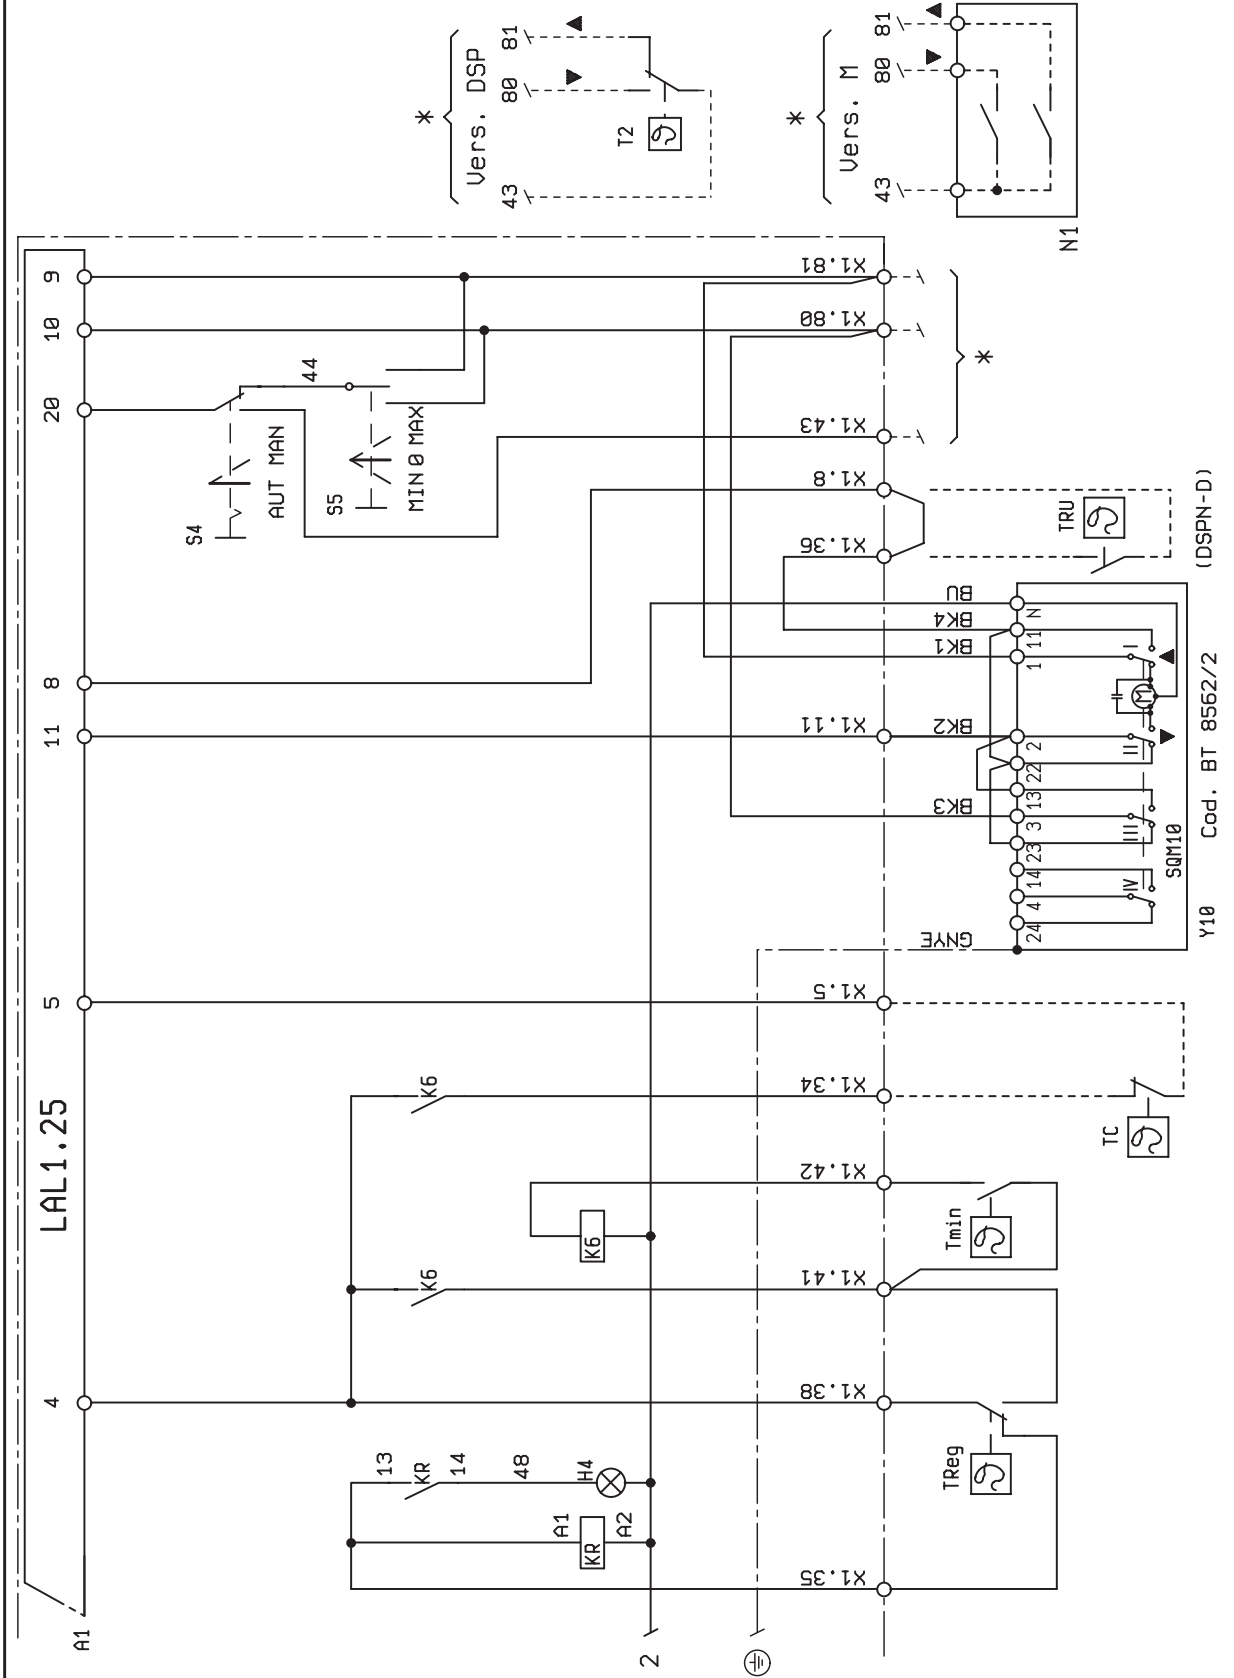 A1
LAL1.25
4
5
11
8
20
10
9
S4
AUT MAN
S5
MIN 0 MAX
44
K6
K6
13
KR
14
48
H4
A1
KR
A2
K6
2
X1.35
X1.38
X1.41
X1.42
X1.34
X1.5
X1.11
X1.36
X1.8
X1.43
X1.80
X1.81
*
GNYE
BK3
BK2
BK1
BK4
BU
24
4
14
23
3
13
22
2
1
11
N
IV
III
II
I
M
SQM10
Y10
Cod. BT 8562/2
(DSPN-D)
TRU
TReg
Tmin
TC
*
Vers. DSP
43
80
81
T2
*
Vers. M
43
80
81
N1